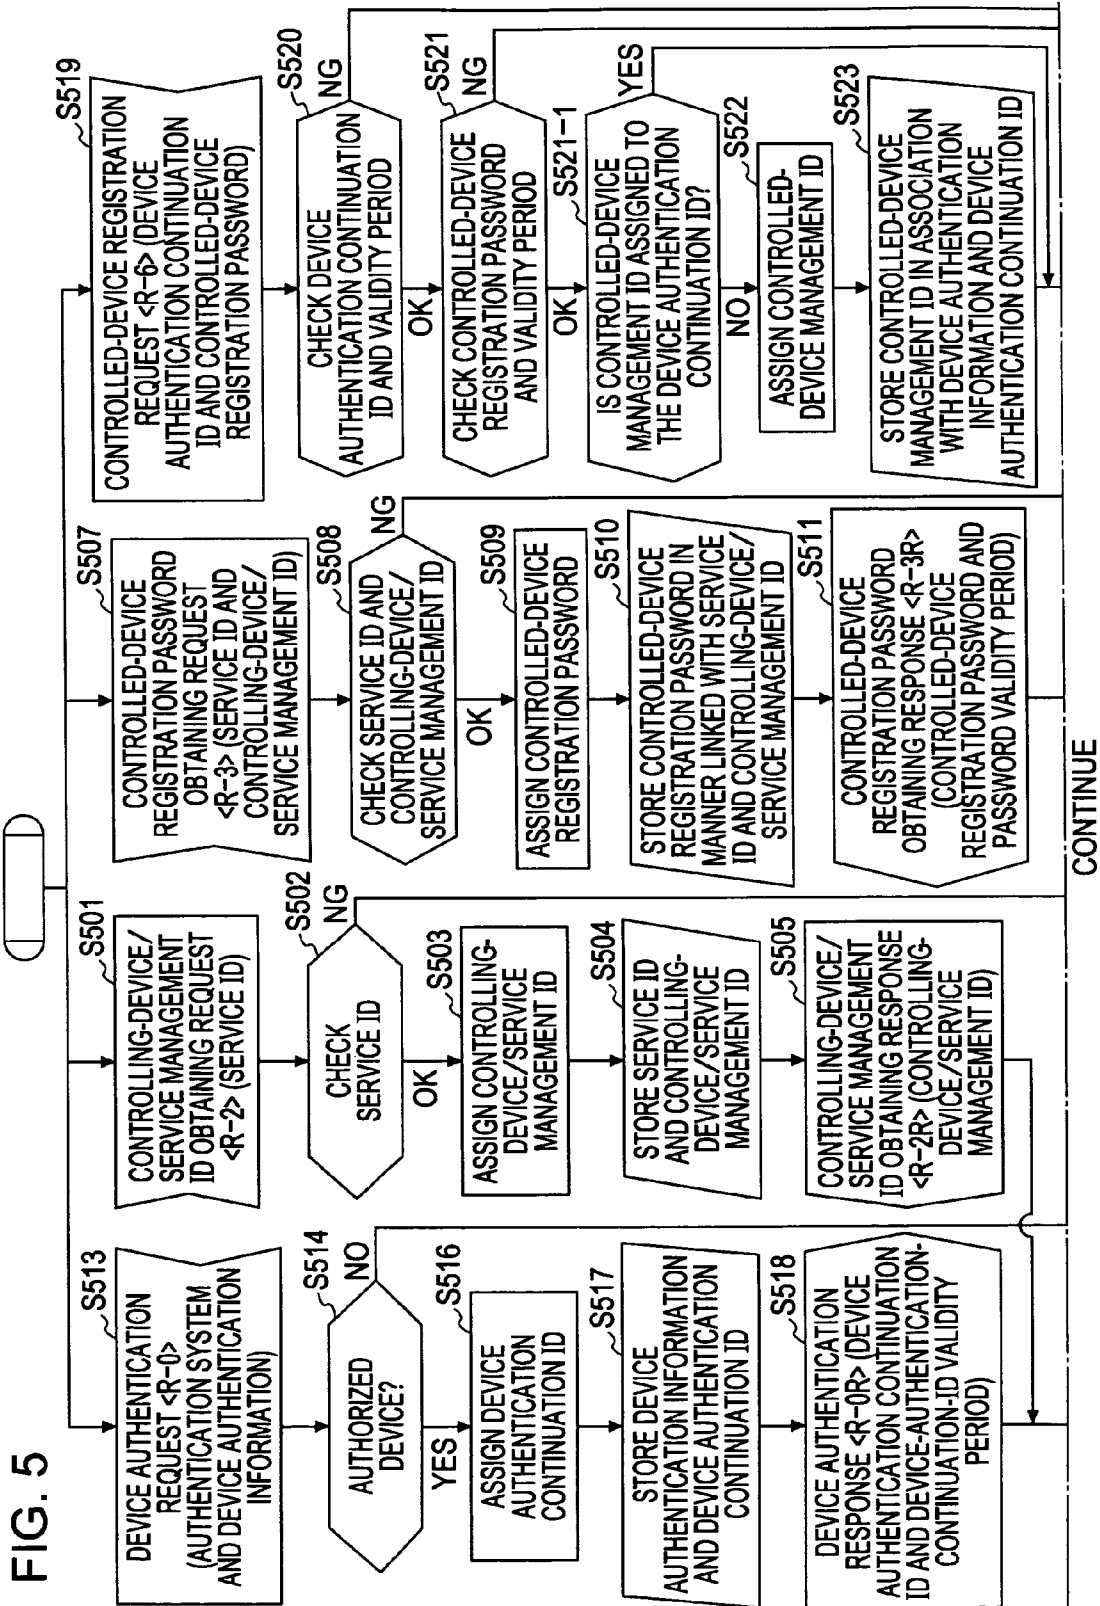 FIG. 5
S513
DEVICE AUTHENTICATION
REQUEST <R-0>
(AUTHENTICATION SYSTEM
AND DEVICE AUTHENTICATION
INFORMATION)
S514
AUTHORIZED
DEVICE?
NO
YES
S516
ASSIGN DEVICE
AUTHENTICATION
CONTINUATION ID
S517
STORE DEVICE
AUTHENTICATION INFORMATION
AND DEVICE AUTHENTICATION
CONTINUATION ID
S518
DEVICE AUTHENTICATION
RESPONSE <R-0R> (DEVICE
AUTHENTICATION CONTINUATION
ID AND DEVICE-AUTHENTICATION-
CONTINUATION-ID VALIDITY
PERIOD)
S501
CONTROLLING-DEVICE/
SERVICE MANAGEMENT
ID OBTAINING REQUEST
<R-2> (SERVICE ID)
S502
CHECK
SERVICE ID
NG
OK
S503
ASSIGN CONTROLLING-
DEVICE/SERVICE
MANAGEMENT ID
S504
STORE SERVICE ID
AND CONTROLLING-
DEVICE/SERVICE
MANAGEMENT ID
S505
CONTROLLING-DEVICE/
SERVICE MANAGEMENT
ID OBTAINING RESPONSE
<R-2R> (CONTROLLING-
DEVICE/SERVICE
MANAGEMENT ID)
S507
CONTROLLED-DEVICE
REGISTRATION PASSWORD
OBTAINING REQUEST
<R-3> (SERVICE ID AND
CONTROLLING-DEVICE/
SERVICE MANAGEMENT ID)
S508
CHECK SERVICE ID AND
CONTROLLING-DEVICE/
SERVICE MANAGEMENT ID
NG
OK
S509
ASSIGN CONTROLLED-DEVICE
REGISTRATION PASSWORD
S510
STORE CONTROLLED-DEVICE
REGISTRATION PASSWORD IN
MANNER LINKED WITH SERVICE
ID AND CONTROLLING-DEVICE/
SERVICE MANAGEMENT ID
S511
CONTROLLED-DEVICE
REGISTRATION PASSWORD
OBTAINING RESPONSE <R-3R>
(CONTROLLED-DEVICE
REGISTRATION PASSWORD AND
PASSWORD VALIDITY PERIOD)
S519
CONTROLLED-DEVICE REGISTRATION
REQUEST <R-6> (DEVICE
AUTHENTICATION CONTINUATION
ID AND CONTROLLED-DEVICE
REGISTRATION PASSWORD)
S520
CHECK DEVICE
AUTHENTICATION CONTINUATION
ID AND VALIDITY PERIOD
NG
OK
S521
CHECK CONTROLLED-DEVICE
REGISTRATION PASSWORD
AND VALIDITY PERIOD
NG
OK
S521-1
IS CONTROLLED-DEVICE
MANAGEMENT ID ASSIGNED TO
THE DEVICE AUTHENTICATION
CONTINUATION ID?
YES
NO
S522
ASSIGN CONTROLLED-
DEVICE MANAGEMENT ID
S523
STORE CONTROLLED-DEVICE
MANAGEMENT ID IN ASSOCIATION
WITH DEVICE AUTHENTICATION
INFORMATION AND DEVICE
AUTHENTICATION CONTINUATION ID
CONTINUE